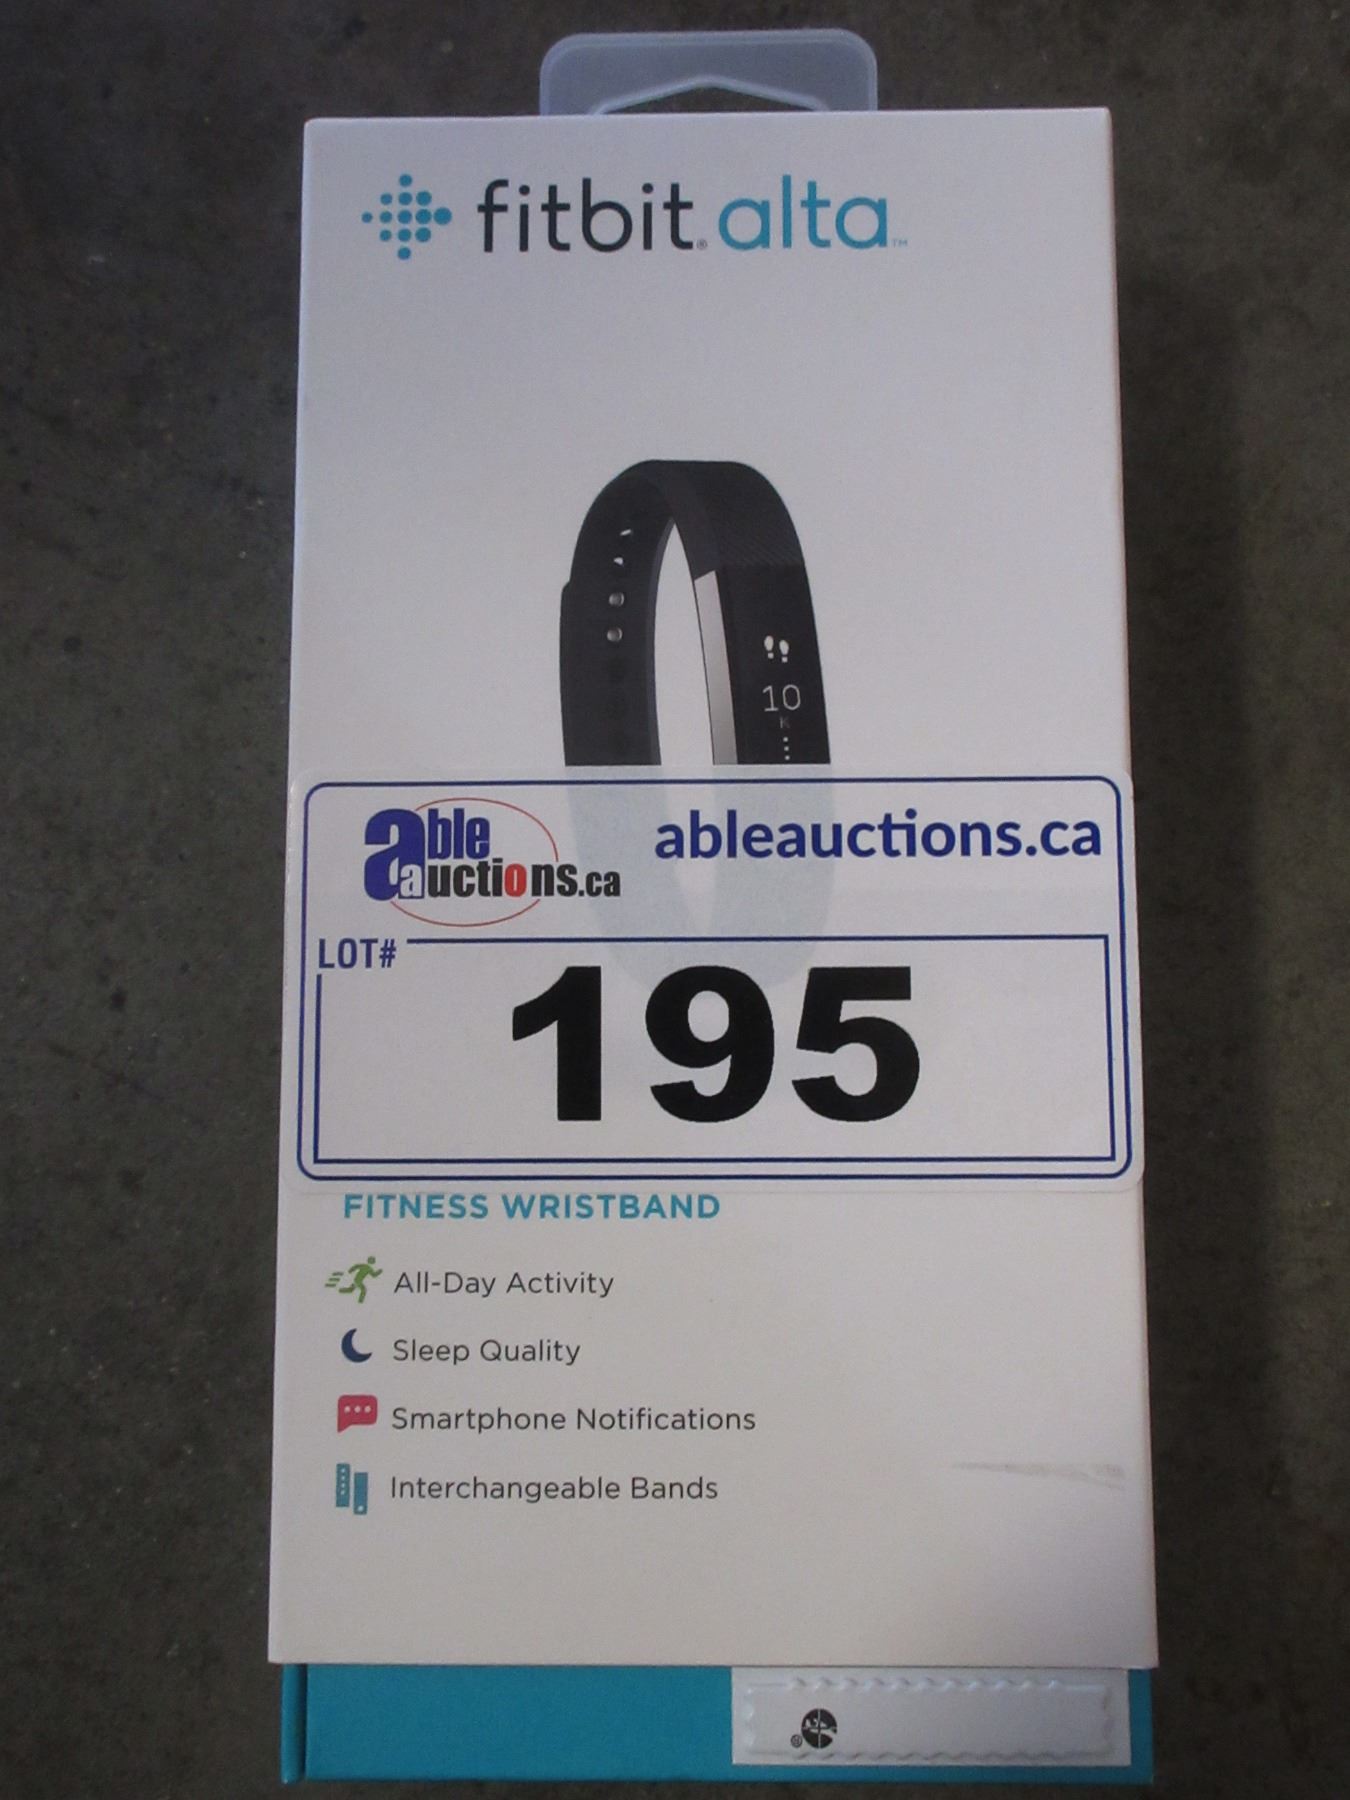 fitbit® alta™
10
K
able auctions.ca
ableauctions.ca
LOT#
195
FITNESS WRISTBAND
All-Day Activity
Sleep Quality
Smartphone Notifications
Interchangeable Bands
®